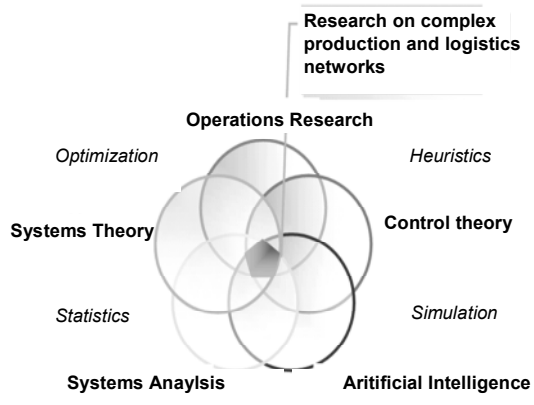 Research on complex
production and logistics
networks
Operations Research
Optimization
Heuristics
Systems Theory
Control theory
Statistics
Simulation
Systems Anaylsis
Aritificial Intelligence